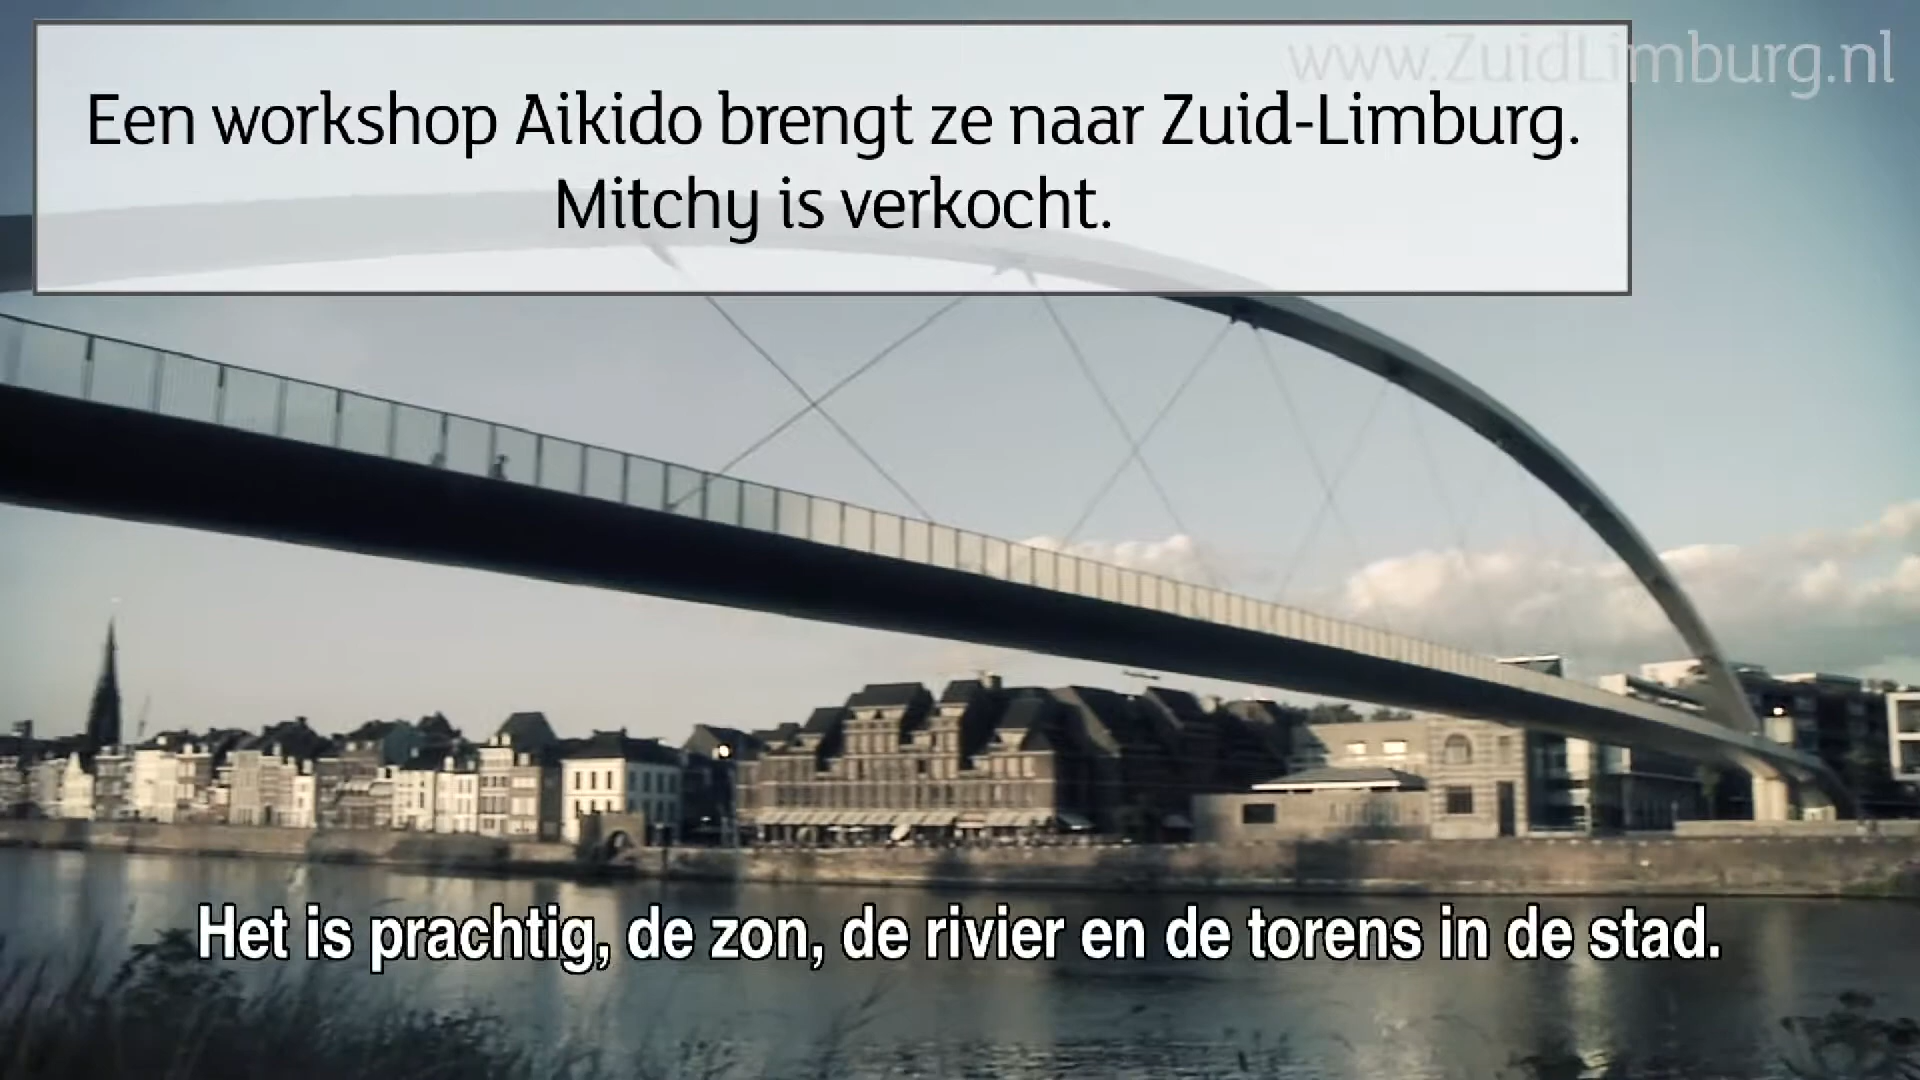 www.ZuidLimburg.nl
Een workshop Aikido brengt ze naar Zuid-Limburg.
Mitchy is verkocht.
Het is prachtig, de zon, de rivier en de torens in de stad.